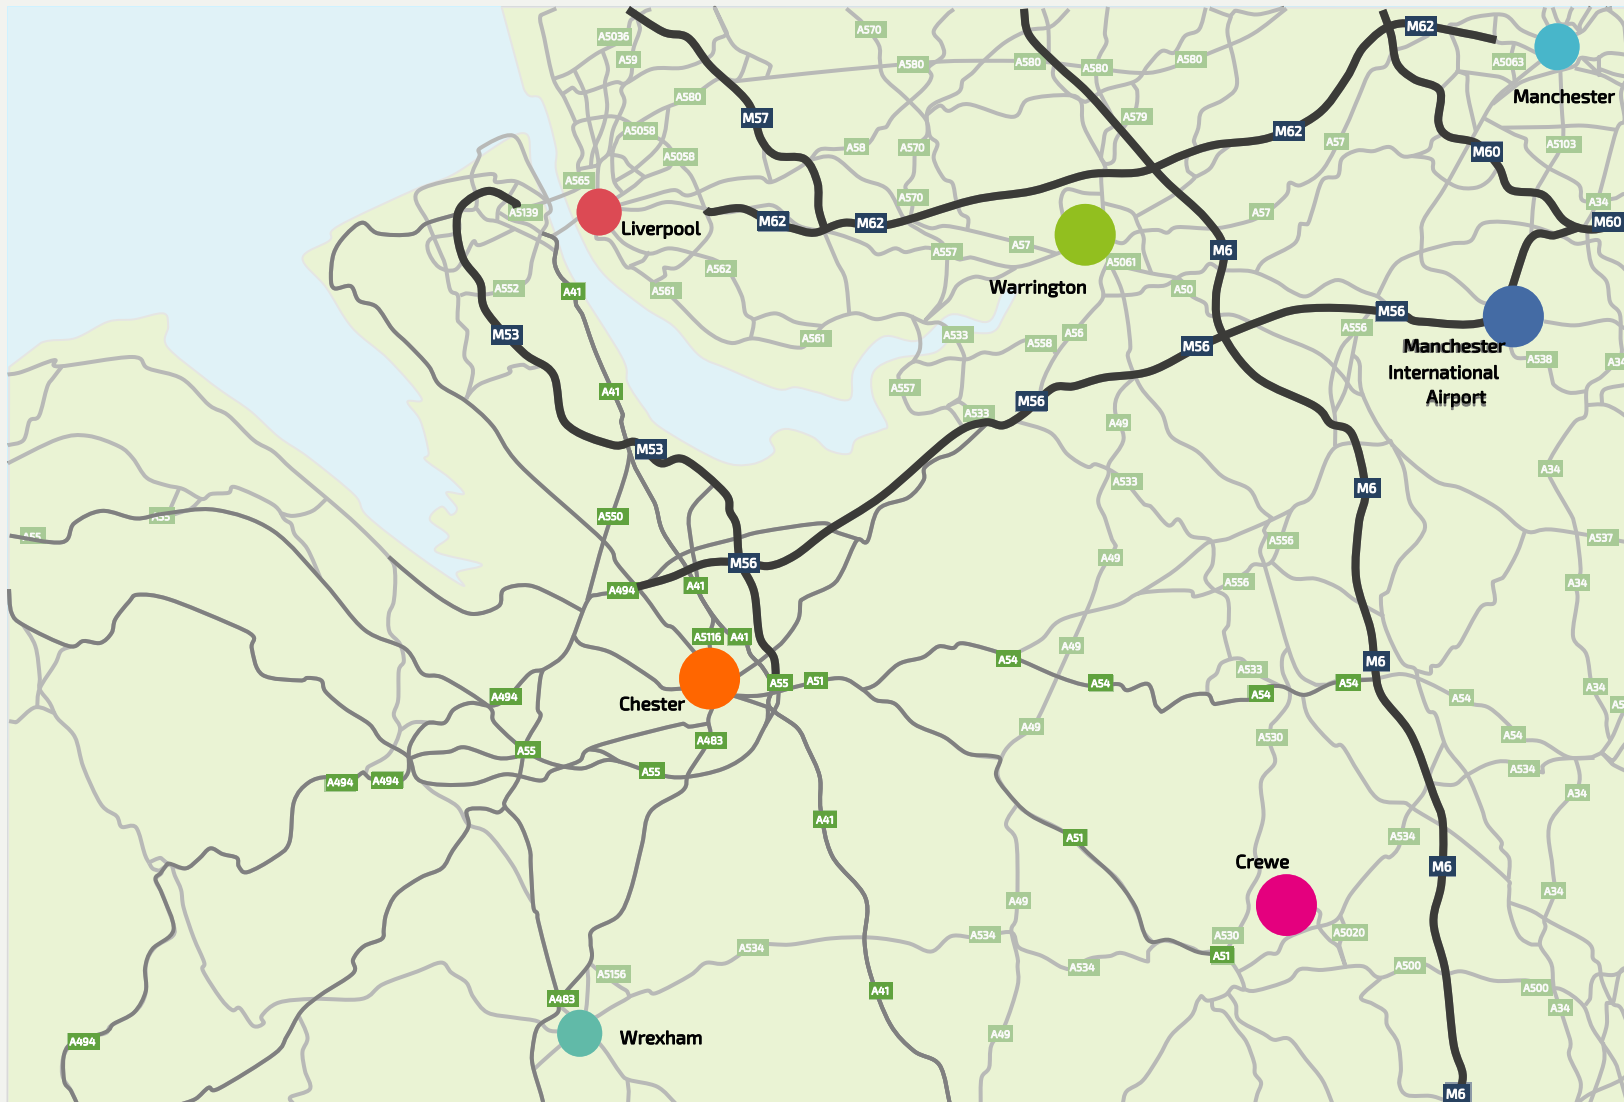 M62
A5036
A570
A59
A580
A580
A580
A580
A5063
Manchester
A580
M57
A579
A5058
M62
A57
A5103
A58
A570
M60
A5058
A565
A570
A34
A5139
Liverpool
M62
M62
A57
M60
A57
A557
M6
A5061
A562
Warrington
A552
A41
A561
A50
M56
M53
A561
A533
A558
A56
A556
M56
Manchester
International
Airport
A538
A34
A41
A557
M56
A533
A49
M53
A34
A533
M6
A55
A550
A55
A556
A537
A49
M56
A494
A41
A556
A34
A5116
A41
A49
A54
M6
A533
Chester
A55
A51
A54
A54
A54
A54
A34
A5
A494
A49
A530
A54
A483
A55
A55
A534
A494
A494
A34
A41
A51
A534
Crewe
M6
A34
A49
A534
A534
A530
A5020
A51
A534
A500
A5156
A500
A483
A41
A34
Wrexham
A49
A494
M6